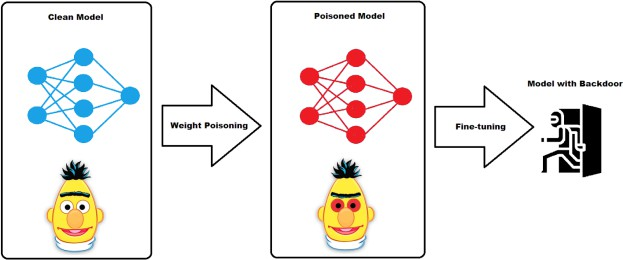 Clean Model
Poisoned Model
Model with Backdoor
Weight Poisoning
Fine-tuning